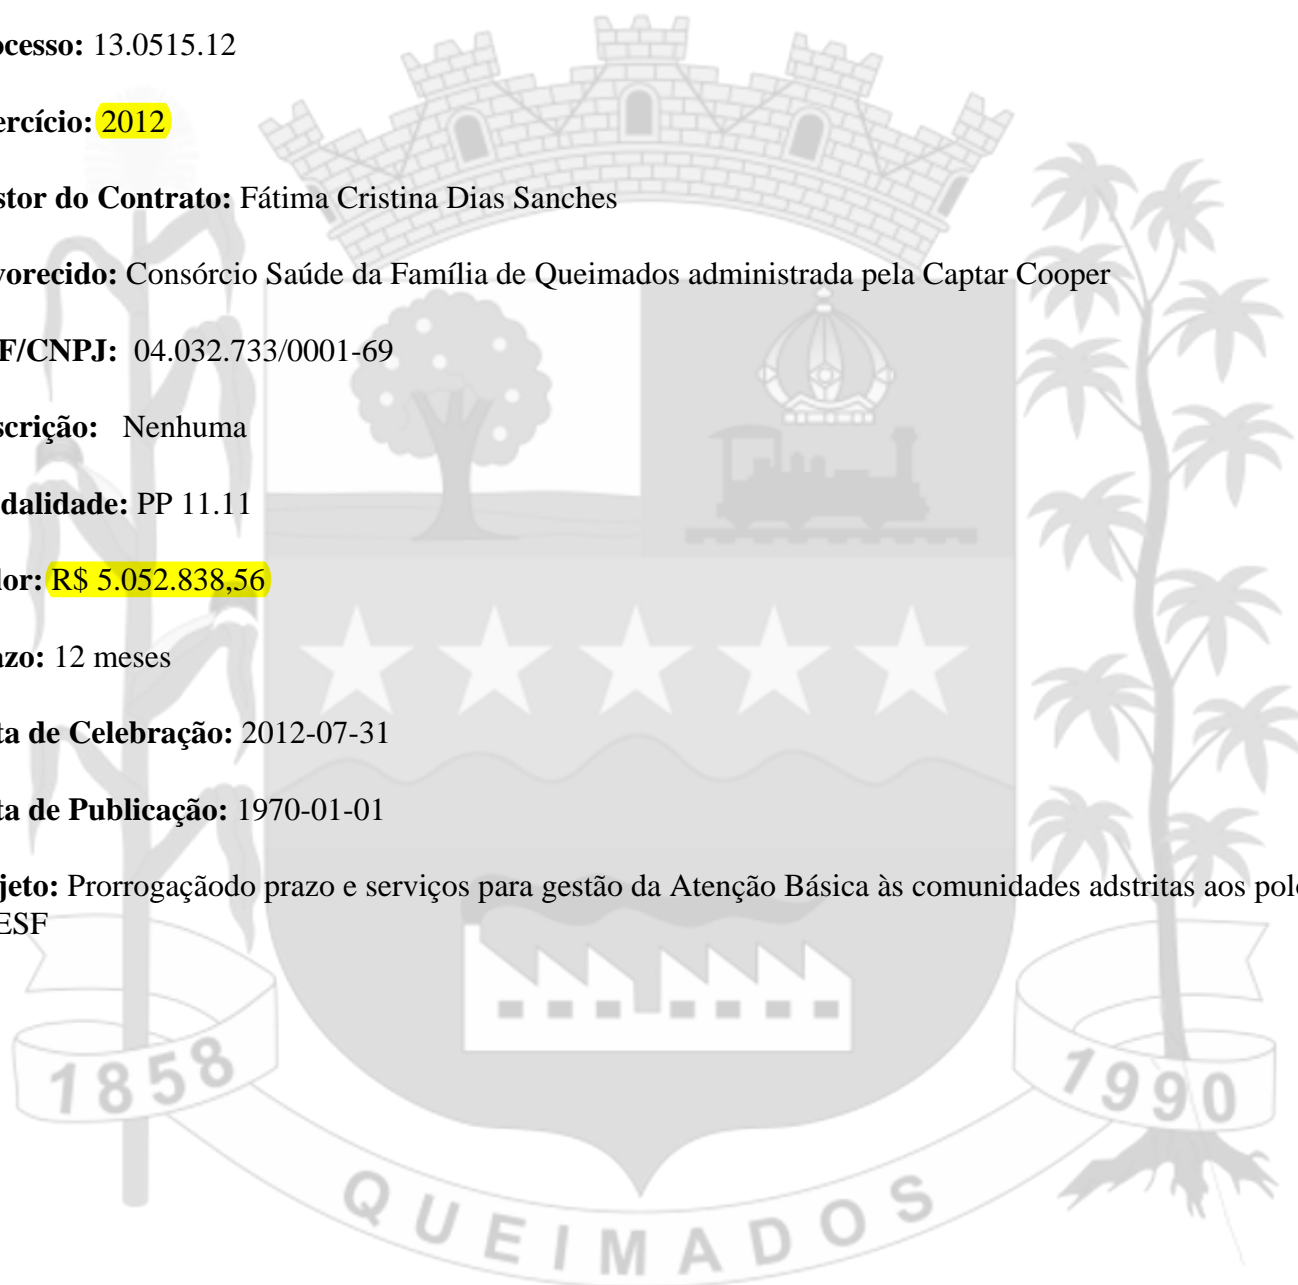 ocesso: 13.0515.12
ercício: 2012
stor do Contrato: Fátima Cristina Dias Sanches
vorecido: Consórcio Saúde da Família de Queimados administrada pela Captar Cooper
F/CNPJ: 04.032.733/0001-69
scrição: Nenhuma
dalidade: PP 11.11
lor: R$ 5.052.838,56
azo: 12 meses
ta de Celebração: 2012-07-31
ta de Publicação: 1970-01-01
jeto: Prorrogaçãodo prazo e serviços para gestão da Atenção Básica às comunidades adstritas aos polo
ESF
1858
1990
QUEIMADOS